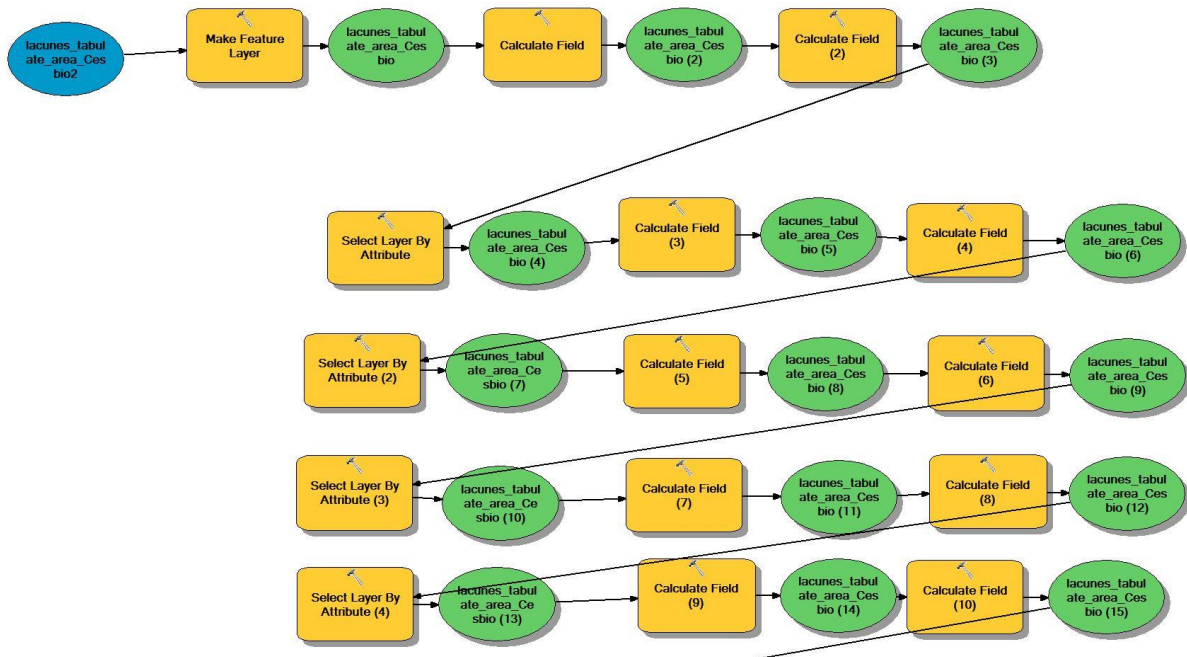 lacunes_tabul
ate_area_Ces
bio2
Make Feature
Layer
lacunes_tabul
ate_area_Ces
bio
Calculate Field
lacunes_tabul
ate_area_Ces
bio (2)
Calculate Field
(2)
lacunes_tabul
ate_area_Ces
bio (3)
Select Layer By
Attribute
lacunes_tabul
ate_area_Ces
bio (4)
Calculate Field
(3)
lacunes_tabul
ate_area_Ces
bio (5)
Calculate Field
(4)
lacunes_tabul
ate_area_Ces
bio (6)
Select Layer By
Attribute (2)
lacunes_tabul
ate_area_Ce
sbio (7)
Calculate Field
(5)
lacunes_tabul
ate_area_Ces
bio (8)
Calculate Field
(6)
lacunes_tabul
ate_area_Ces
bio (9)
Select Layer By
Attribute (3)
lacunes_tabul
ate_area_Ce
sbio (10)
Calculate Field
(7)
lacunes_tabul
ate_area_Ces
bio (11)
Calculate Field
(8)
lacunes_tabul
ate_area_Ces
bio (12)
Select Layer By
Attribute (4)
lacunes_tabul
ate_area_Ce
sbio (13)
Calculate Field
(9)
lacunes_tabul
ate_area_Ces
bio (14)
Calculate Field
(10)
lacunes_tabul
ate_area_Ces
bio (15)